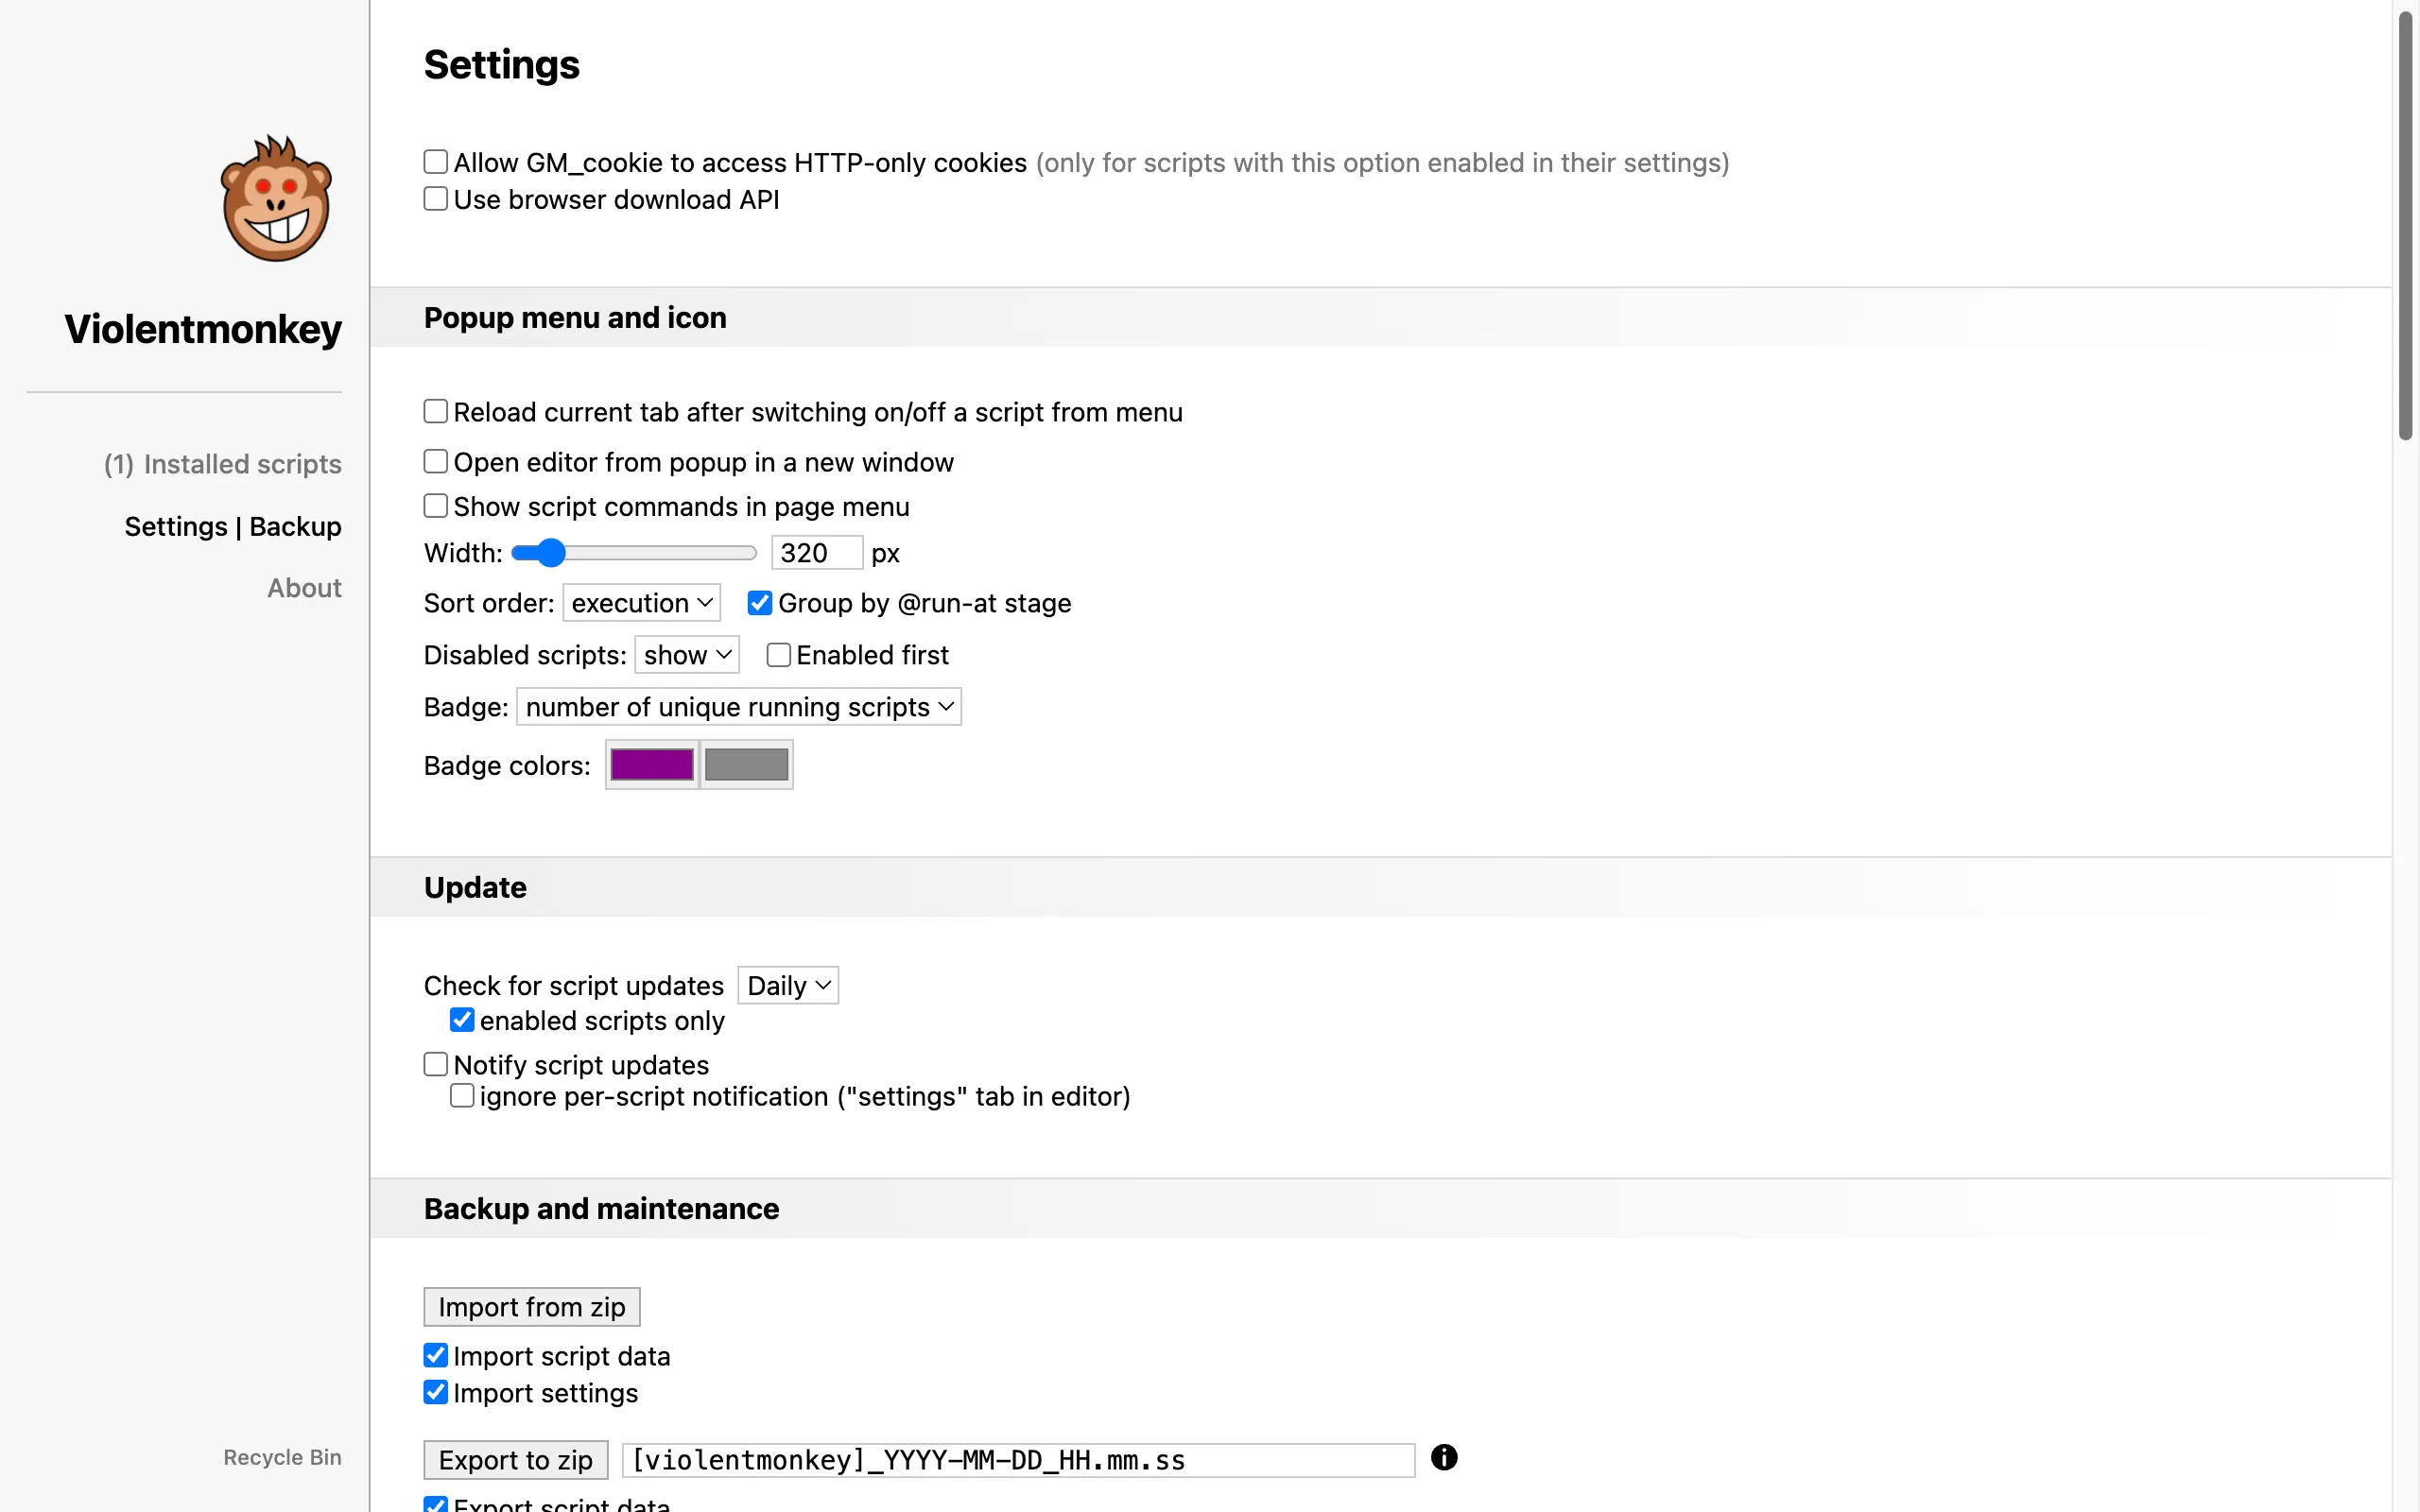 Violentmonkey
(1) Installed scripts
Settings | Backup
About
Recycle Bin
Settings
Allow GM_cookie to access HTTP-only cookies (only for scripts with this option enabled in their settings)
Use browser download API
Popup menu and icon
Reload current tab after switching on/off a script from menu
Open editor from popup in a new window
Show script commands in page menu
Width: 320 px
Sort order: execution Group by @run-at stage
Disabled scripts: show Enabled first
Badge: number of unique running scripts
Badge colors:
Update
Check for script updates Daily
enabled scripts only
Notify script updates
ignore per-script notification ("settings" tab in editor)
Backup and maintenance
Import from zip
Import script data
Import settings
Export to zip [violentmonkey]_YYYY-MM-DD_HH.mm.ss
Export script data